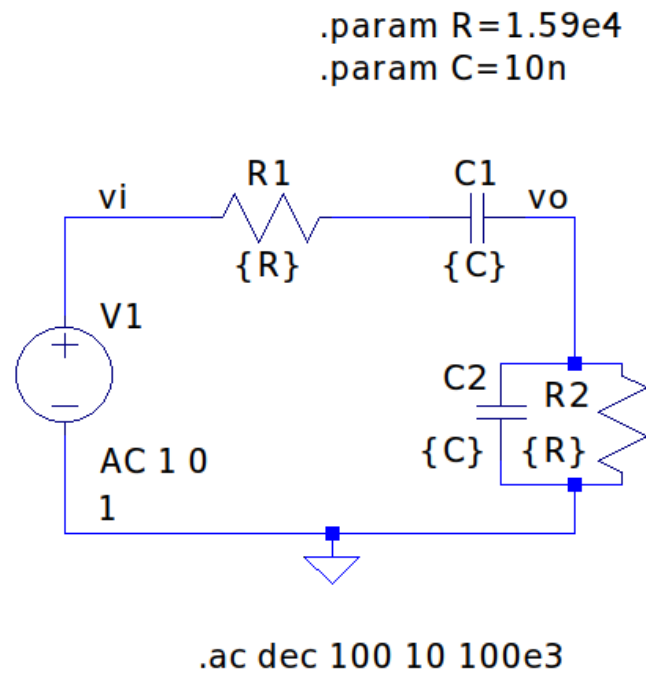 .param R=1.59e4
.param C=10n
R1
C1
vi
vo
{R}
{C}
V1
C2
R2
{C}
{R}
AC 1 0
1
.ac dec 100 10 100e3